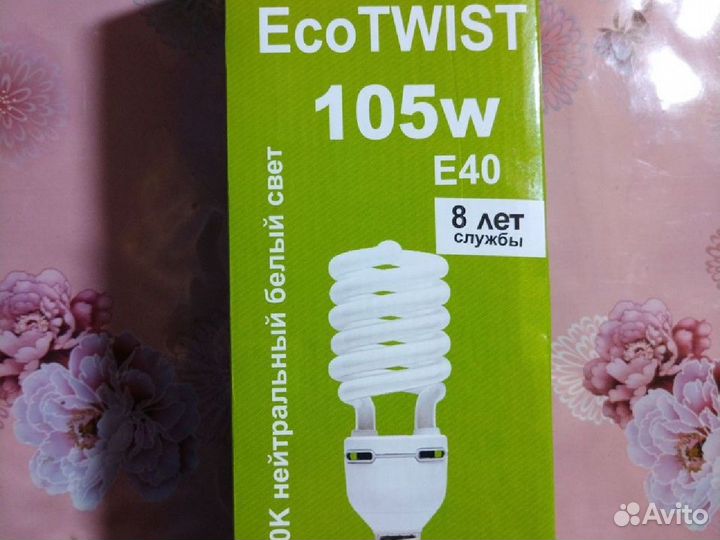 EcoTWIST
105w
E40
8 лет
службы
0K нейтральный белый свет
Avito